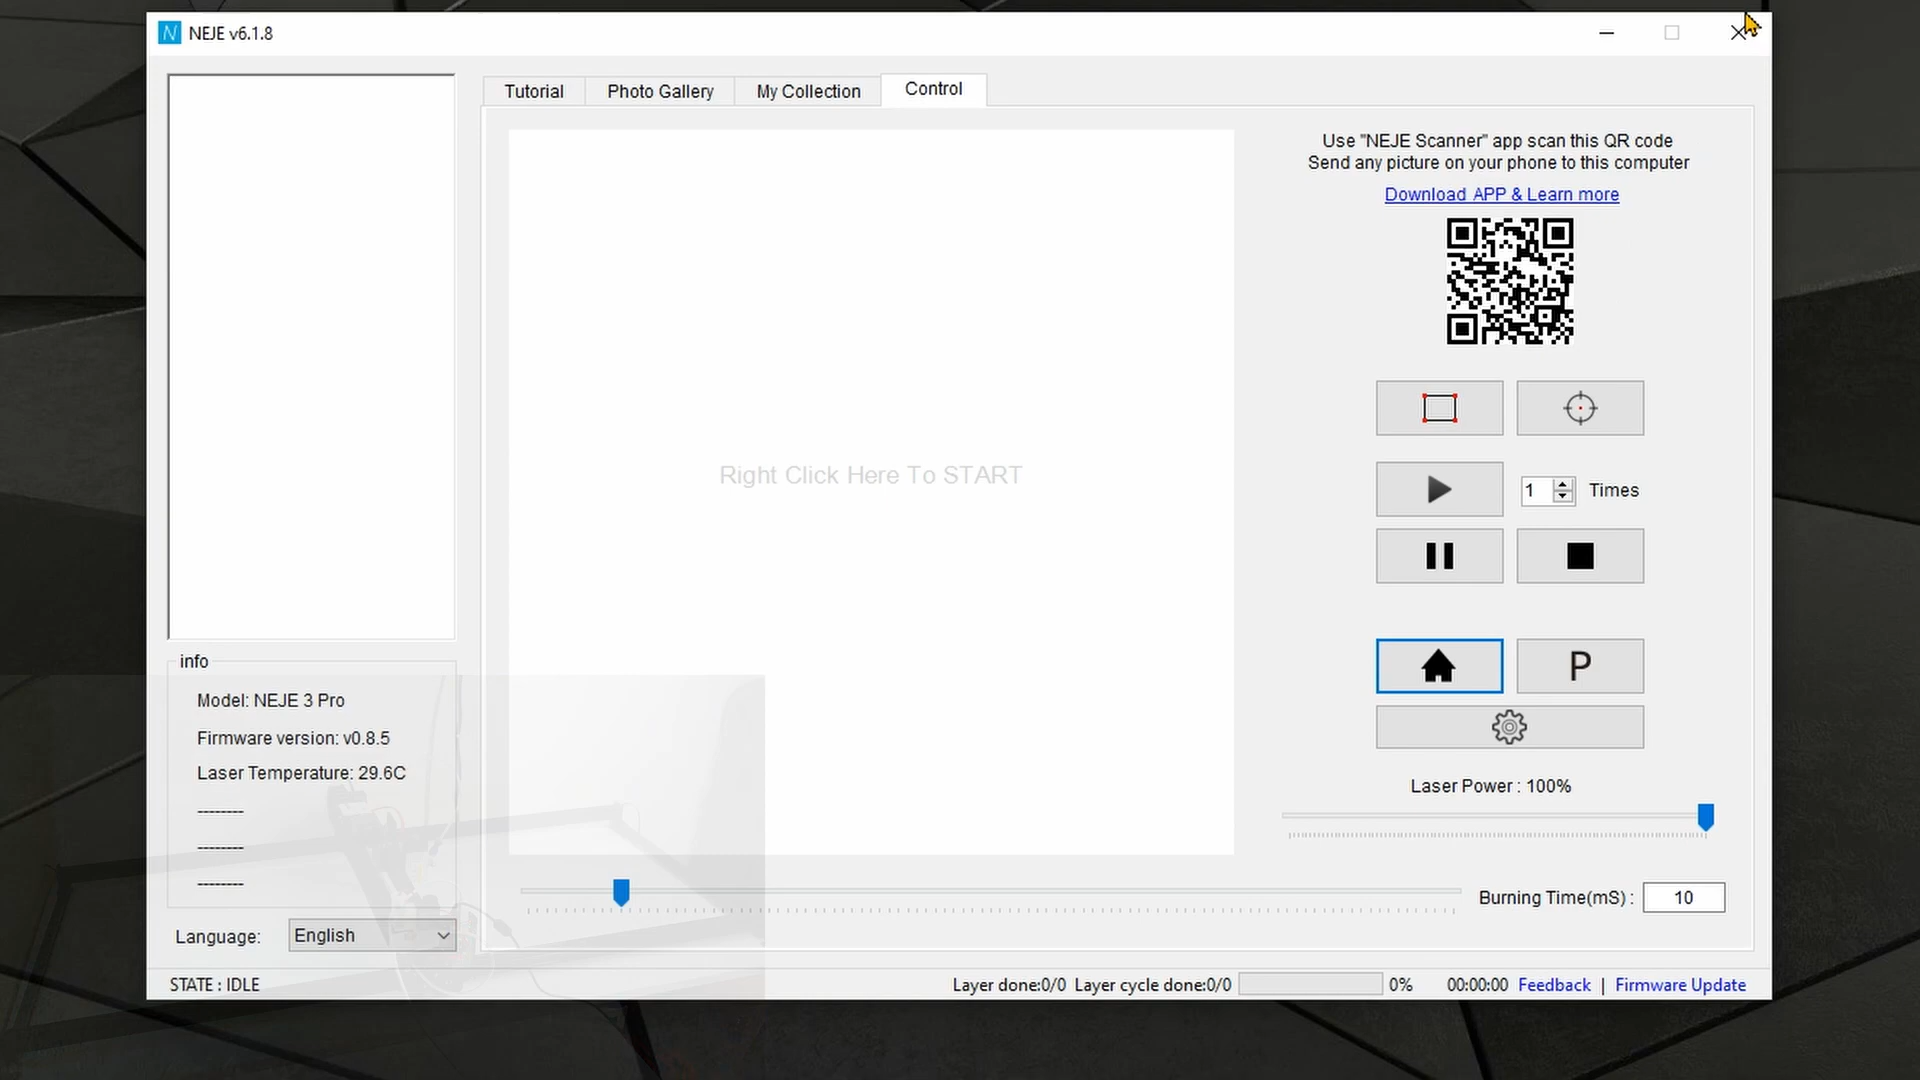 N NEJE v6.1.8
Tutorial Photo Gallery My Collection Control
Use "NEJE Scanner" app scan this QR code
Send any picture on your phone to this computer
Download APP & Learn more
Right Click Here To START
1 Times
P
info
Model: NEJE 3 Pro
Firmware version: v0.8.5
Laser Temperature: 29.6C
--------
--------
--------
Laser Power : 100%
Burning Time(mS) : 10
Language: English
STATE : IDLE Layer done:0/0 Layer cycle done:0/0 0% 00:00:00 Feedback | Firmware Update